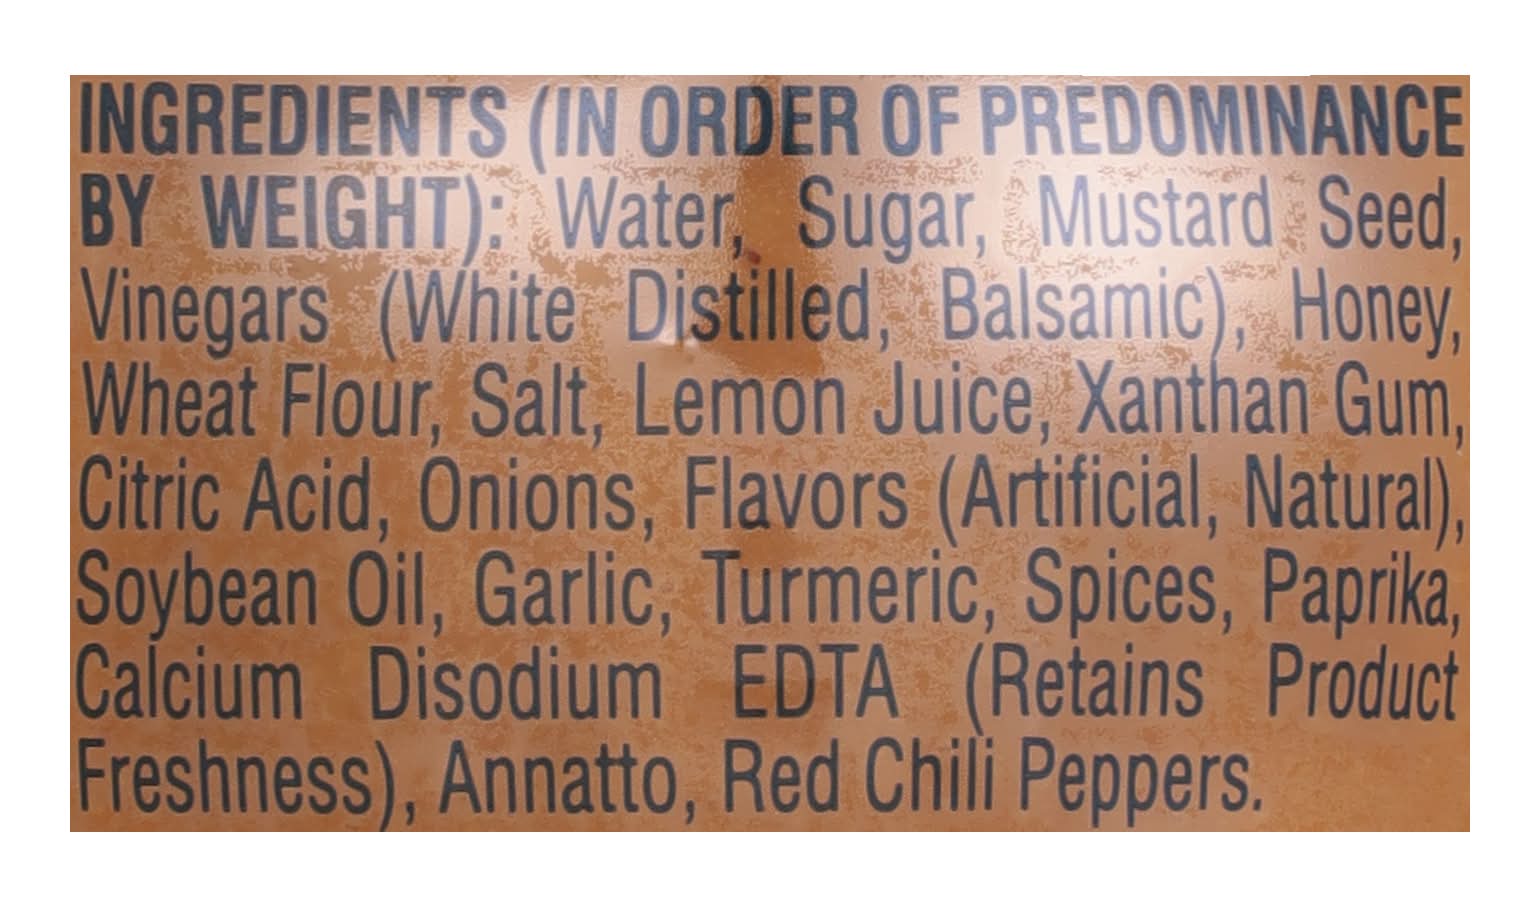 INGREDIENTS (IN ORDER OF PREDOMINANCE
BY WEIGHT): Water, Sugar, Mustard Seed,
Vinegars (White Distilled, Balsamic), Honey,
Wheat Flour, Salt, Lemon Juice, Xanthan Gum,
Citric Acid, Onions, Flavors (Artificial, Natural),
Soybean Oil, Garlic, Turmeric, Spices, Paprika,
Calcium Disodium EDTA (Retains Product
Freshness), Annatto, Red Chili Peppers.